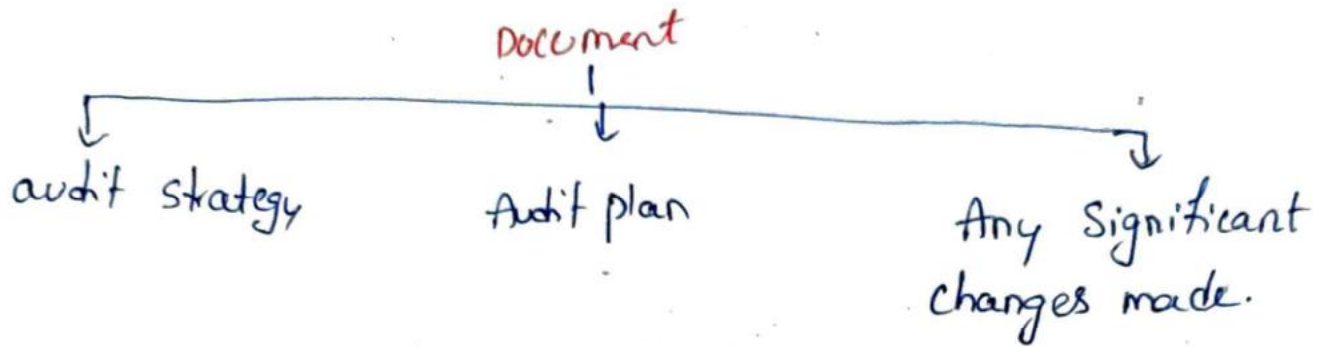 Document
audit strategy
Audit plan
Any Significant
changes made.